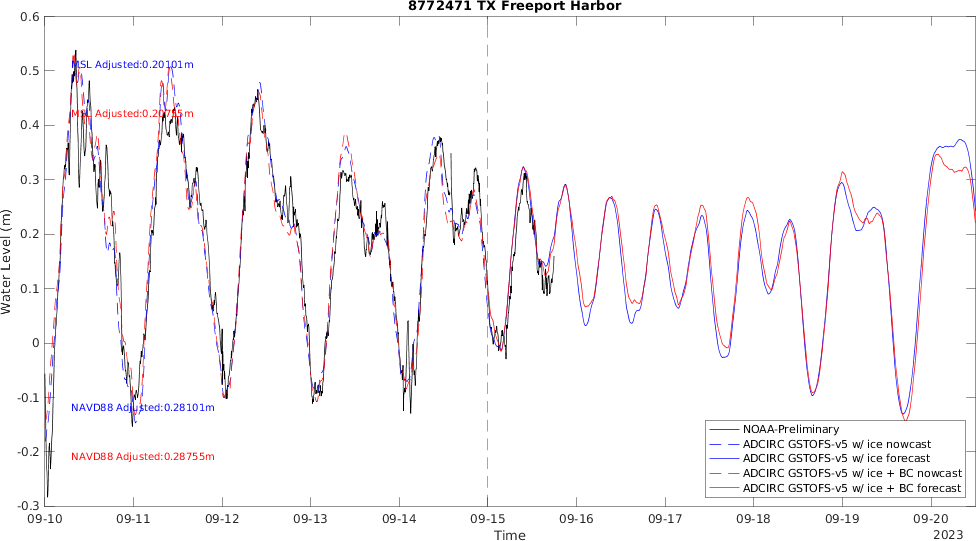 8772471 TX Freeport Harbor
0.6
0.5
0.4
0.3
0.2
0.1
0
-0.1
-0.2
-0.3
Water Level (m)
MSL Adjusted:0.20101m
MSL Adjusted:0.20755m
NAVD88 Adjusted:0.28101m
NAVD88 Adjusted:0.28755m
NOAA-Preliminary
ADCIRC GSTOFS-v5 w/ ice nowcast
ADCIRC GSTOFS-v5 w/ ice forecast
ADCIRC GSTOFS-v5 w/ ice + BC nowcast
ADCIRC GSTOFS-v5 w/ ice + BC forecast
09-10 09-11 09-12 09-13 09-14 09-15 09-16 09-17 09-18 09-19 09-20
Time
2023